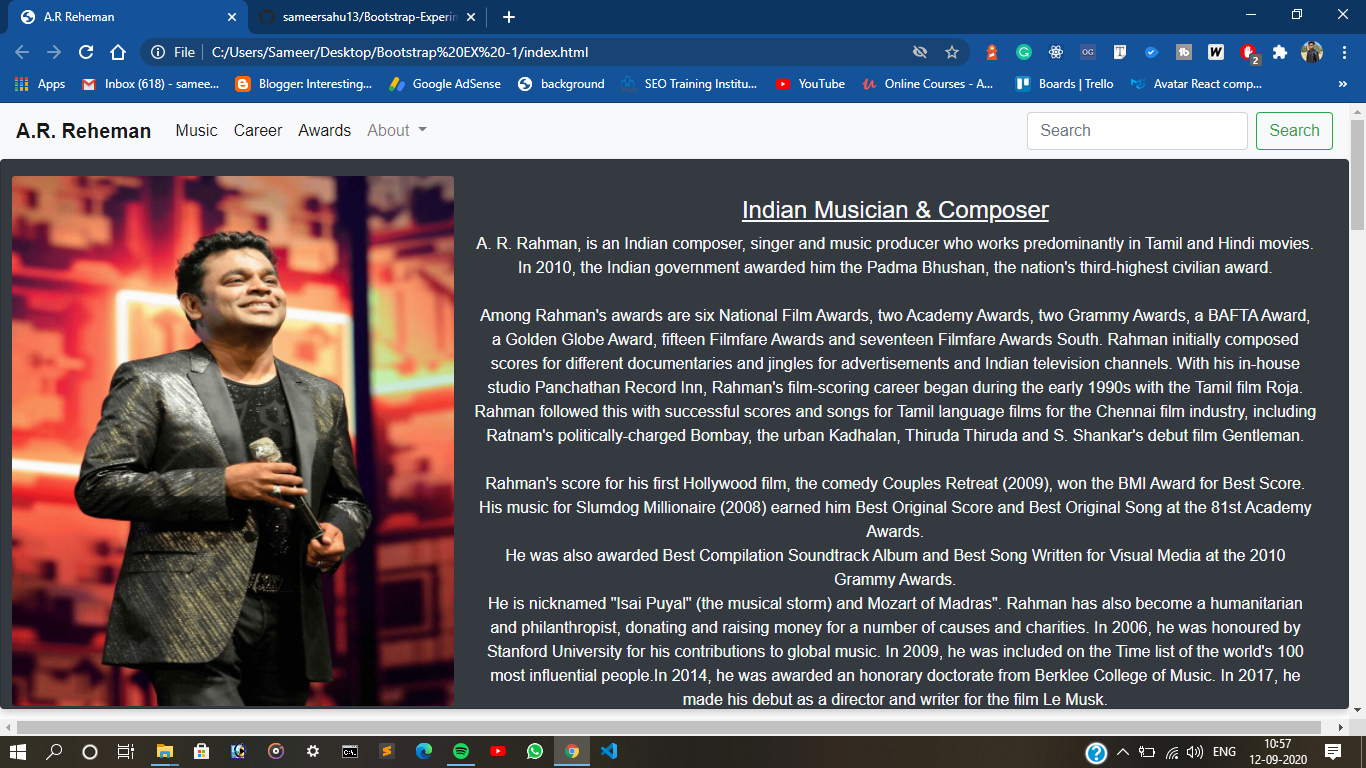 A.R Reheman
sameersahu13/Bootstrap-Experin
File
C:/Users/Sameer/Desktop/Bootstrap%20EX%20-1/index.html
OG
T
tb
W
2
Apps
Inbox (618) - samee...
Blogger: Interesting...
Google AdSense
background
SEO Training Institu...
YouTube
Online Courses - A...
Boards | Trello
Avatar React comp...
»
A.R. Reheman
Music
Career
Awards
About
Search
Search
Indian Musician & Composer
A. R. Rahman, is an Indian composer, singer and music producer who works predominantly in Tamil and Hindi movies.
In 2010, the Indian government awarded him the Padma Bhushan, the nation's third-highest civilian award.
Among Rahman's awards are six National Film Awards, two Academy Awards, two Grammy Awards, a BAFTA Award,
a Golden Globe Award, fifteen Filmfare Awards and seventeen Filmfare Awards South. Rahman initially composed
scores for different documentaries and jingles for advertisements and Indian television channels. With his in-house
studio Panchathan Record Inn, Rahman's film-scoring career began during the early 1990s with the Tamil film Roja.
Rahman followed this with successful scores and songs for Tamil language films for the Chennai film industry, including
Ratnam's politically-charged Bombay, the urban Kadhalan, Thiruda Thiruda and S. Shankar's debut film Gentleman.
Rahman's score for his first Hollywood film, the comedy Couples Retreat (2009), won the BMI Award for Best Score.
His music for Slumdog Millionaire (2008) earned him Best Original Score and Best Original Song at the 81st Academy
Awards.
He was also awarded Best Compilation Soundtrack Album and Best Song Written for Visual Media at the 2010
Grammy Awards.
He is nicknamed "Isai Puyal" (the musical storm) and Mozart of Madras". Rahman has also become a humanitarian
and philanthropist, donating and raising money for a number of causes and charities. In 2006, he was honoured by
Stanford University for his contributions to global music. In 2009, he was included on the Time list of the world's 100
most influential people.In 2014, he was awarded an honorary doctorate from Berklee College of Music. In 2017, he
made his debut as a director and writer for the film Le Musk.
ENG
10:57
12-09-2020